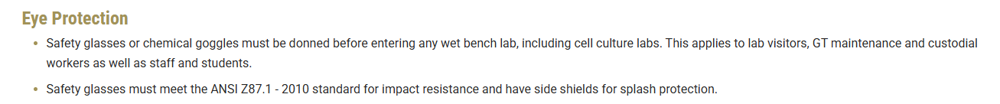 Eye Protection
Safety glasses or chemical goggles must be donned before entering any wet bench lab, including cell culture labs. This applies to lab visitors, GT maintenance and custodial
workers as well as staff and students.
Safety glasses must meet the ANSI Z87.1 - 2010 standard for impact resistance and have side shields for splash protection.